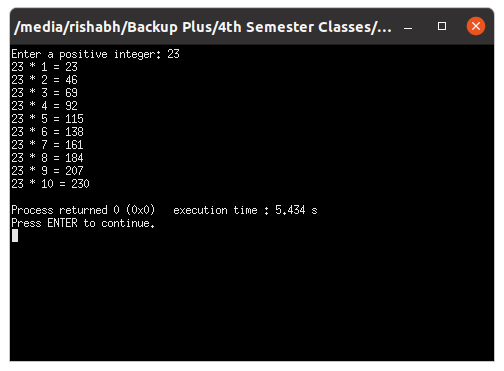 /media/rishabh/Backup Plus/4th Semester Classes/...
Enter a positive integer: 23
23 * 1 = 23
23 * 2 = 46
23 * 3 = 69
23 * 4 = 92
23 * 5 = 115
23 * 6 = 138
23 * 7 = 161
23 * 8 = 184
23 * 9 = 207
23 * 10 = 230
Process returned 0 (0x0)   execution time : 5.434 s
Press ENTER to continue.